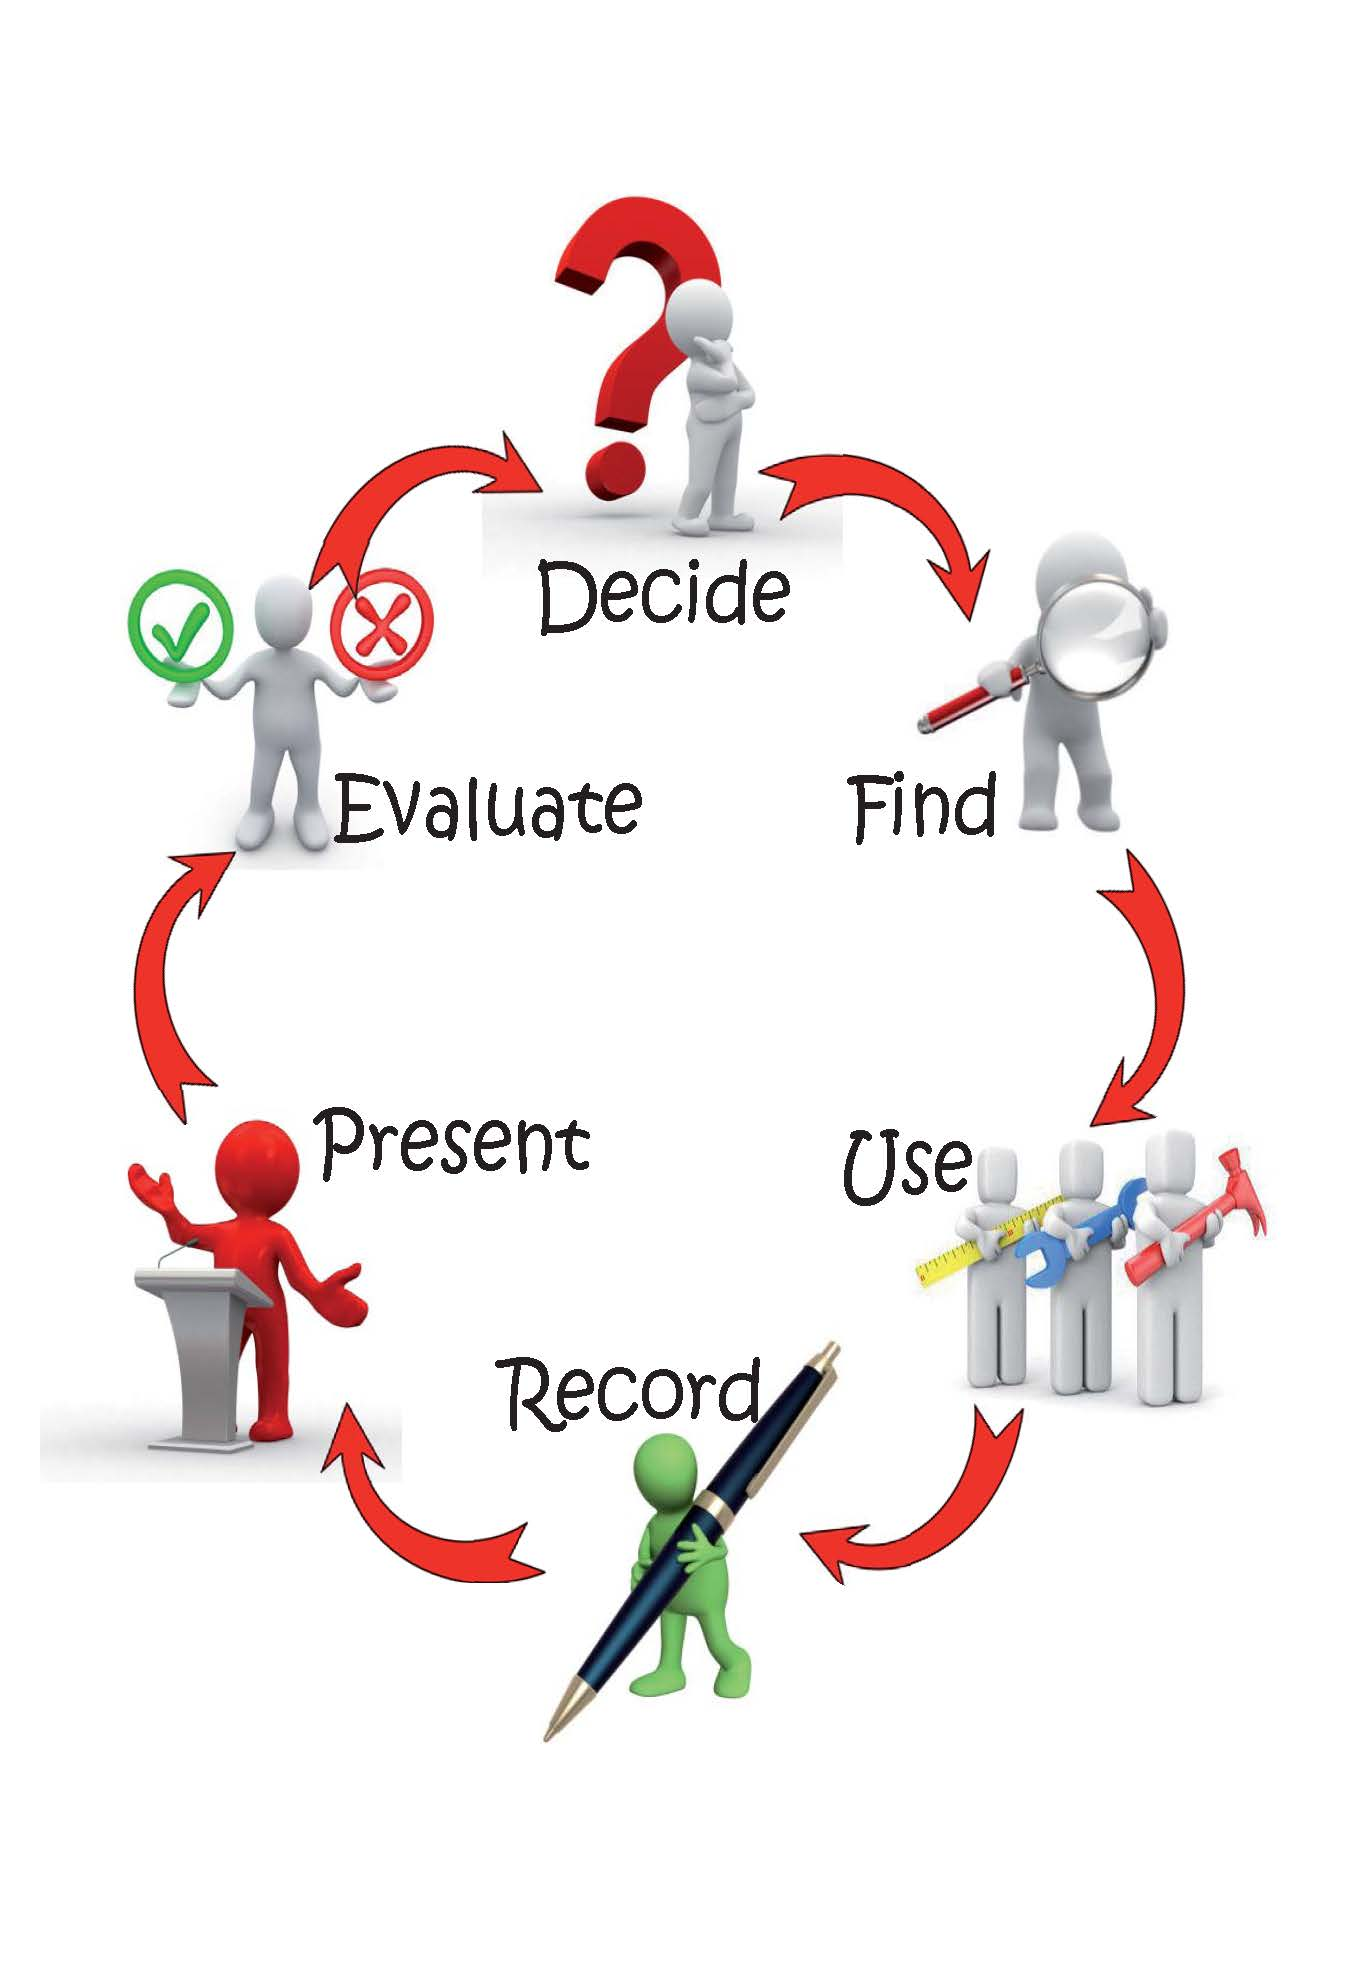 Decide
Find
Use
Record
Present
Evaluate